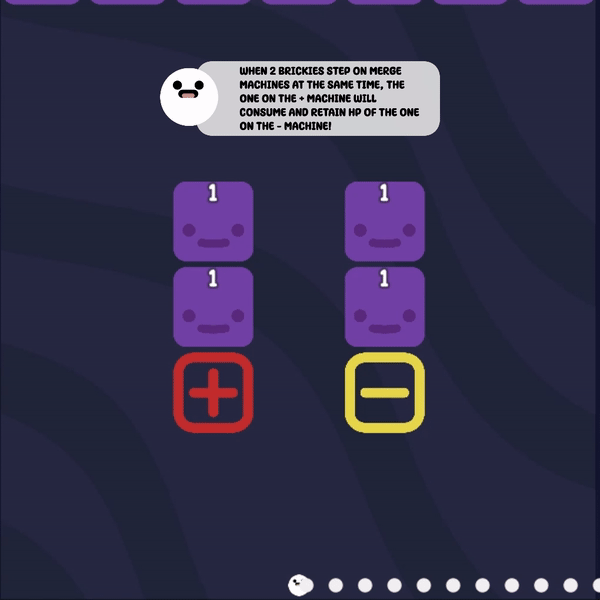 WHEN 2 BRICKIES STEP ON MERGE
MACHINES AT THE SAME TIME, THE
ONE ON THE + MACHINE WILL
CONSUME AND RETAIN HP OF THE ONE
ON THE - MACHINE!
1 1
1 1
+ -